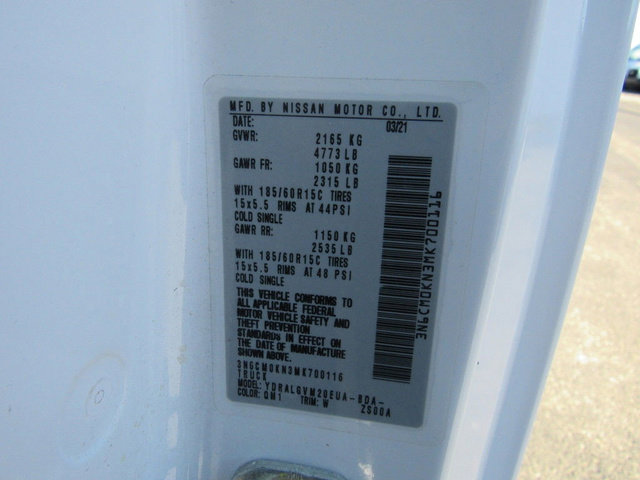 MFD. BY NISSAN MOTOR CO., LTD.
DATE: 03/21
GVWR: 2165 KG
4773 LB
GAWR FR: 1050 KG
2315 LB
WITH 185/60R15C TIRES
15x5.5 RIMS AT 44PSI
COLD SINGLE
GAWR RR: 1150 KG
2535 LB
WITH 185/60R15C TIRES
15x5.5 RIMS AT 48 PSI
COLD SINGLE
THIS VEHICLE CONFORMS TO
ALL APPLICABLE FEDERAL
MOTOR VEHICLE SAFETY AND
THEFT PREVENTION
STANDARDS IN EFFECT ON
THE DATE OF MANUFACTURE
SHOWN ABOVE.
3N6CM0KN3MK700116
TRUCK
MODEL: YDRALGVM20EUA-BDA-
ZS00A
COLOR: QM1 TRIM: W
3N6CM0KN3MK700116